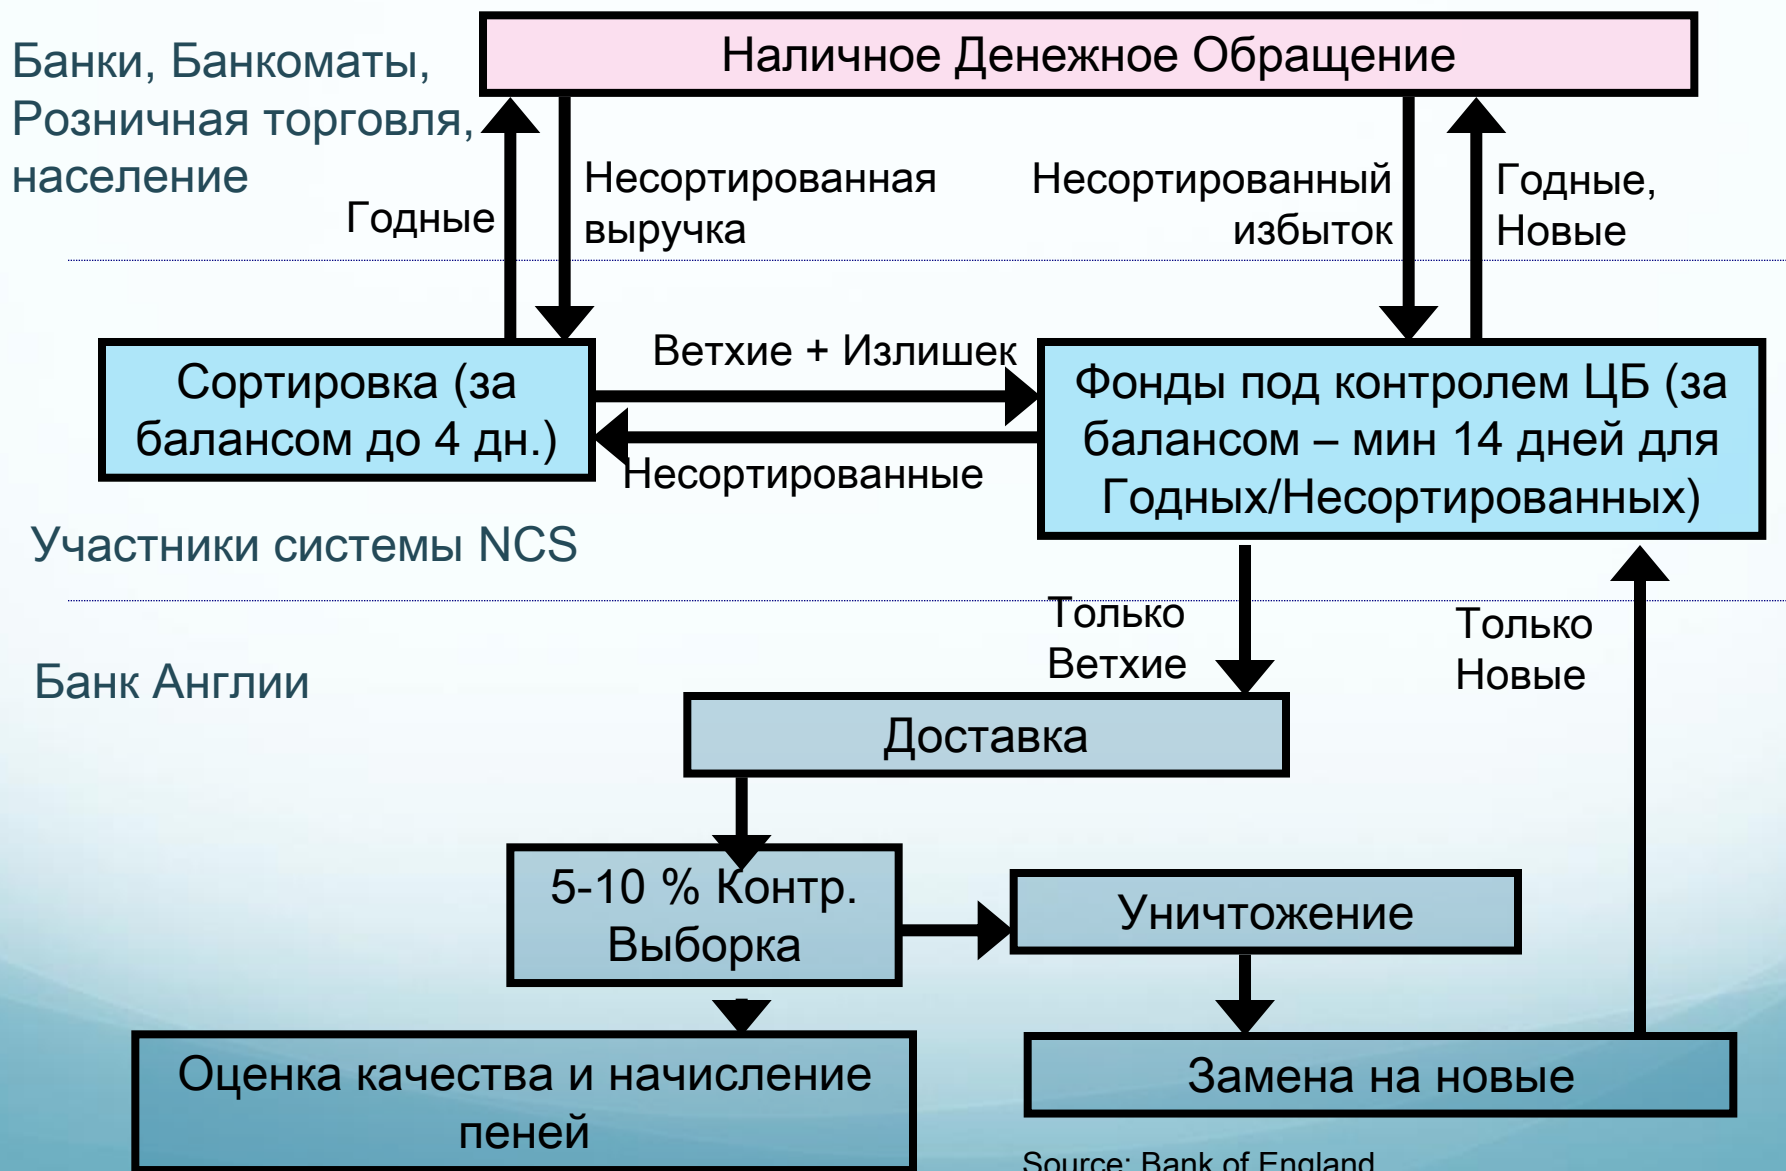 Наличное Денежное Обращение
Банки, Банкоматы,
Розничная торговля,
население
Годные
Несортированная
выручка
Несортированный
избыток
Годные,
Новые
Сортировка (за
балансом до 4 дн.)
Ветхие + Излишек
Несортированные
Фонды под контролем ЦБ (за
балансом – мин 14 дней для
Годных/Несортированных)
Участники системы NCS
Только
Ветхие
Только
Новые
Банк Англии
Доставка
5-10 % Контр.
Выборка
Уничтожение
Оценка качества и начисление
пеней
Замена на новые
Source: Bank of England